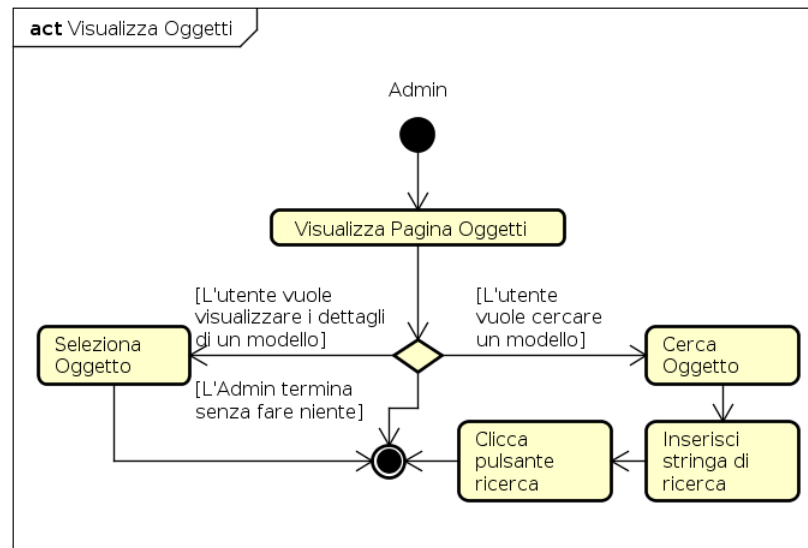 act Visualizza Oggetti
Admin
Visualizza Pagina Oggetti
[L'utente vuole
visualizzare i dettagli
di un modello]
[L'utente
vuole cercare
un modello]
Seleziona
Oggetto
Cerca
Oggetto
[L'Admin termina
senza fare niente]
Clicca
pulsante
ricerca
Inserisci
stringa di
ricerca